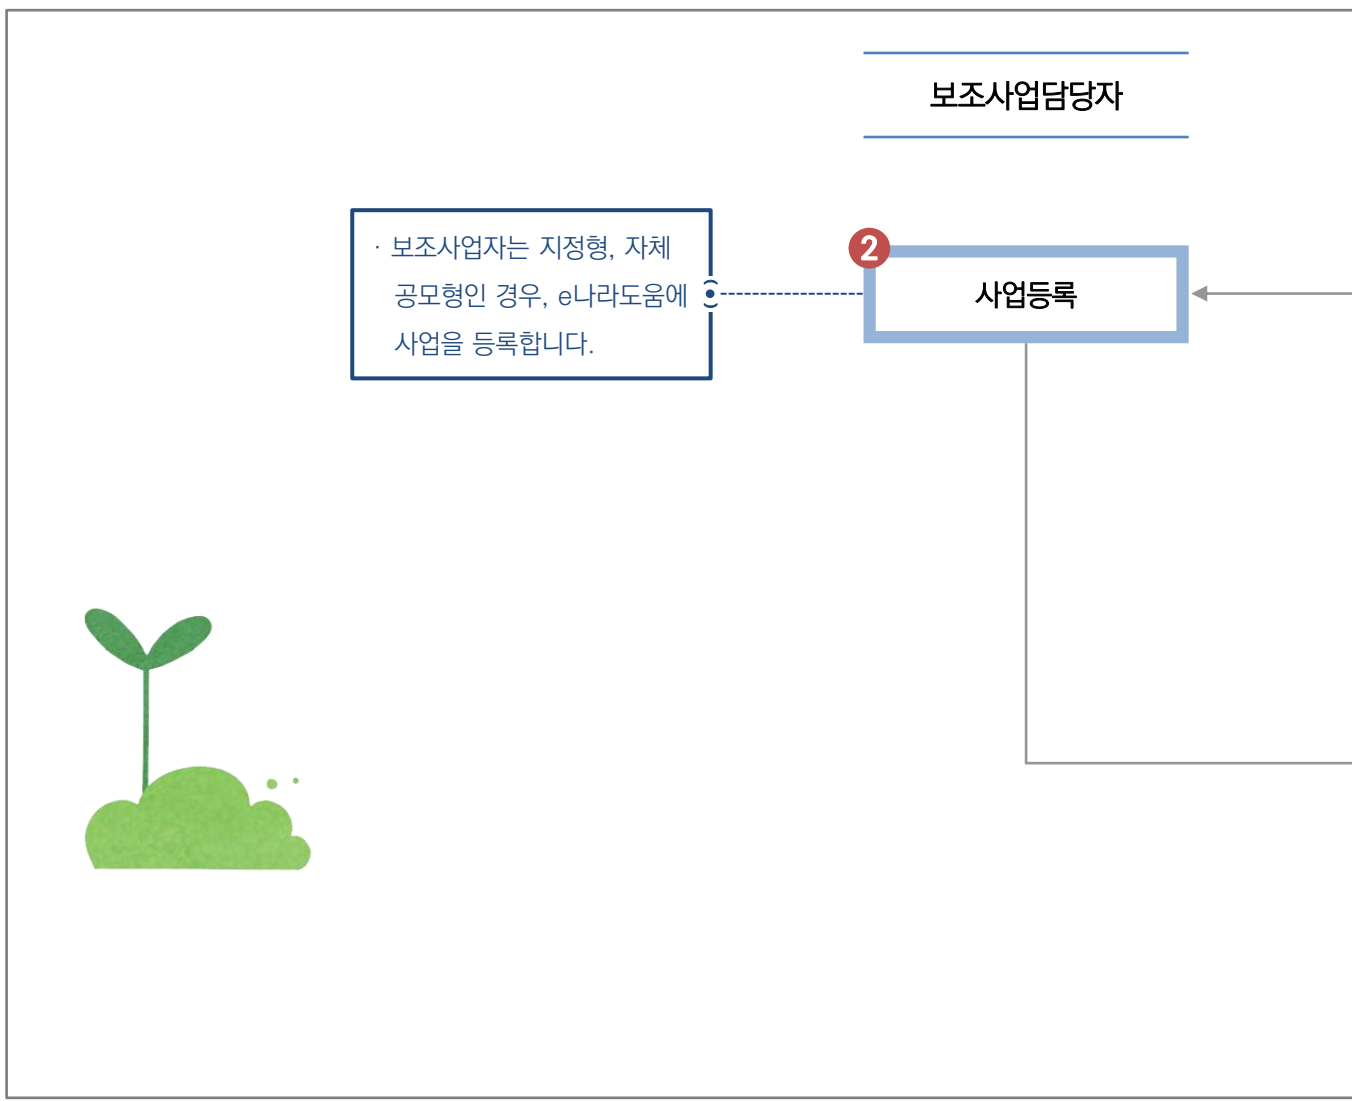 보조사업담당자
· 보조사업자는 지정형, 자체
공모형인 경우, e나라도움에
사업을 등록합니다.
2
사업등록